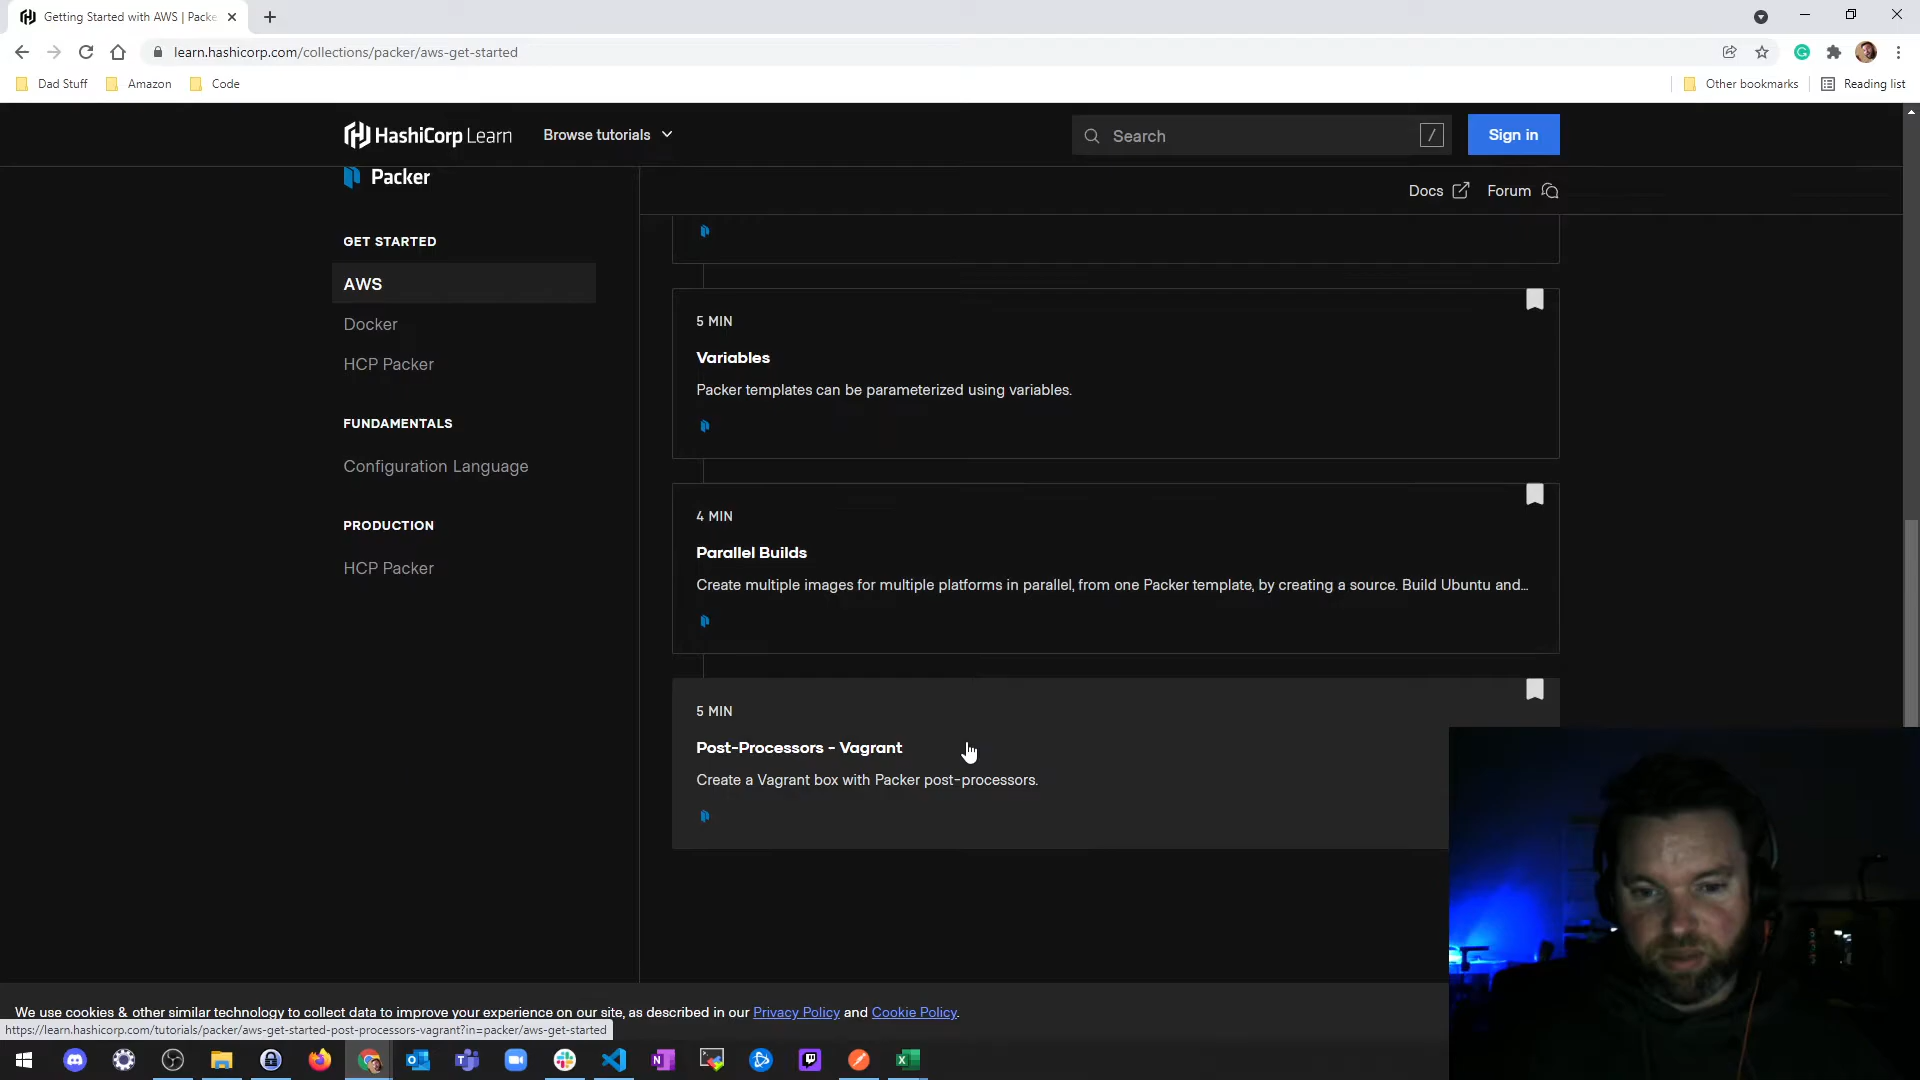 Getting Started with AWS | Packe
learn.hashicorp.com/collections/packer/aws-get-started
Dad Stuff
Amazon
Code
Other bookmarks
Reading list
HashiCorp Learn
Browse tutorials
Search
/
Sign in
Packer
Docs
Forum
GET STARTED
AWS
Docker
HCP Packer
FUNDAMENTALS
Configuration Language
PRODUCTION
HCP Packer
5 MIN
Variables
Packer templates can be parameterized using variables.
4 MIN
Parallel Builds
Create multiple images for multiple platforms in parallel, from one Packer template, by creating a source. Build Ubuntu and...
5 MIN
Post-Processors - Vagrant
Create a Vagrant box with Packer post-processors.
We use cookies & other similar technology to collect data to improve your experience on our site, as described in our Privacy Policy and Cookie Policy.
https://learn.hashicorp.com/tutorials/packer/aws-get-started-post-processors-vagrant?in=packer/aws-get-started